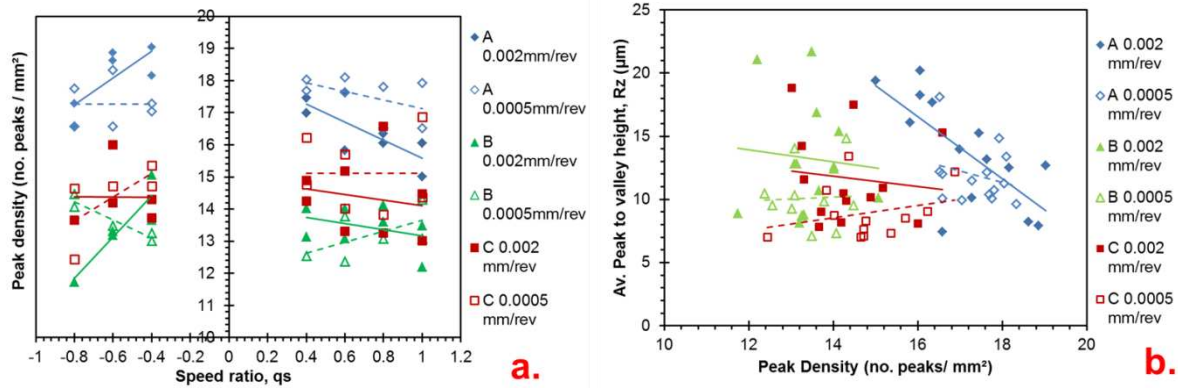 Peak density (no. peaks / mm²)
20
19
18
17
16
15
14
13
12
11
10
-1 -0.8 -0.6 -0.4 -0.2 0 0.2 0.4 0.6 0.8 1 1.2
Speed ratio, qs
A
0.002mm/rev
A
0.0005mm/rev
B
0.002mm/rev
B
0.0005mm/rev
C 0.002
mm/rev
C 0.0005
mm/rev
a.
Av. Peak to valley height, Rz (µm)
25
20
15
10
5
0
10 12 14 16 18 20
Peak Density (no. peaks/ mm²)
A 0.002
mm/rev
A 0.0005
mm/rev
B 0.002
mm/rev
B 0.0005
mm/rev
C 0.002
mm/rev
C 0.0005
mm/rev
b.